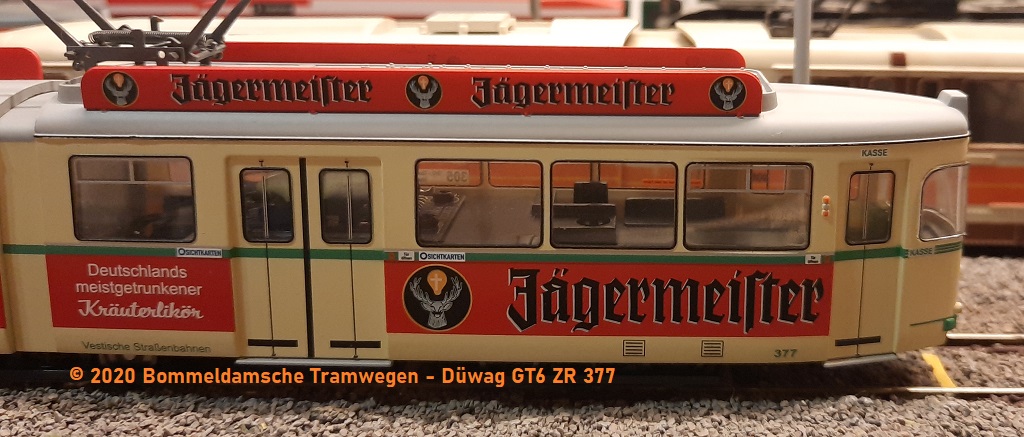 Jägermeiſter Jägermeiſter
KASSE
305
SICHTKARTEN
SICHTKARTEN
KASSE
Deutschlands
meistgetrunkener
Kräuterlikör
Jägermeiſter
Vestische Straßenbahnen
377
© 2020 Bommeldamsche Tramwegen - Düwag GT6 ZR 377